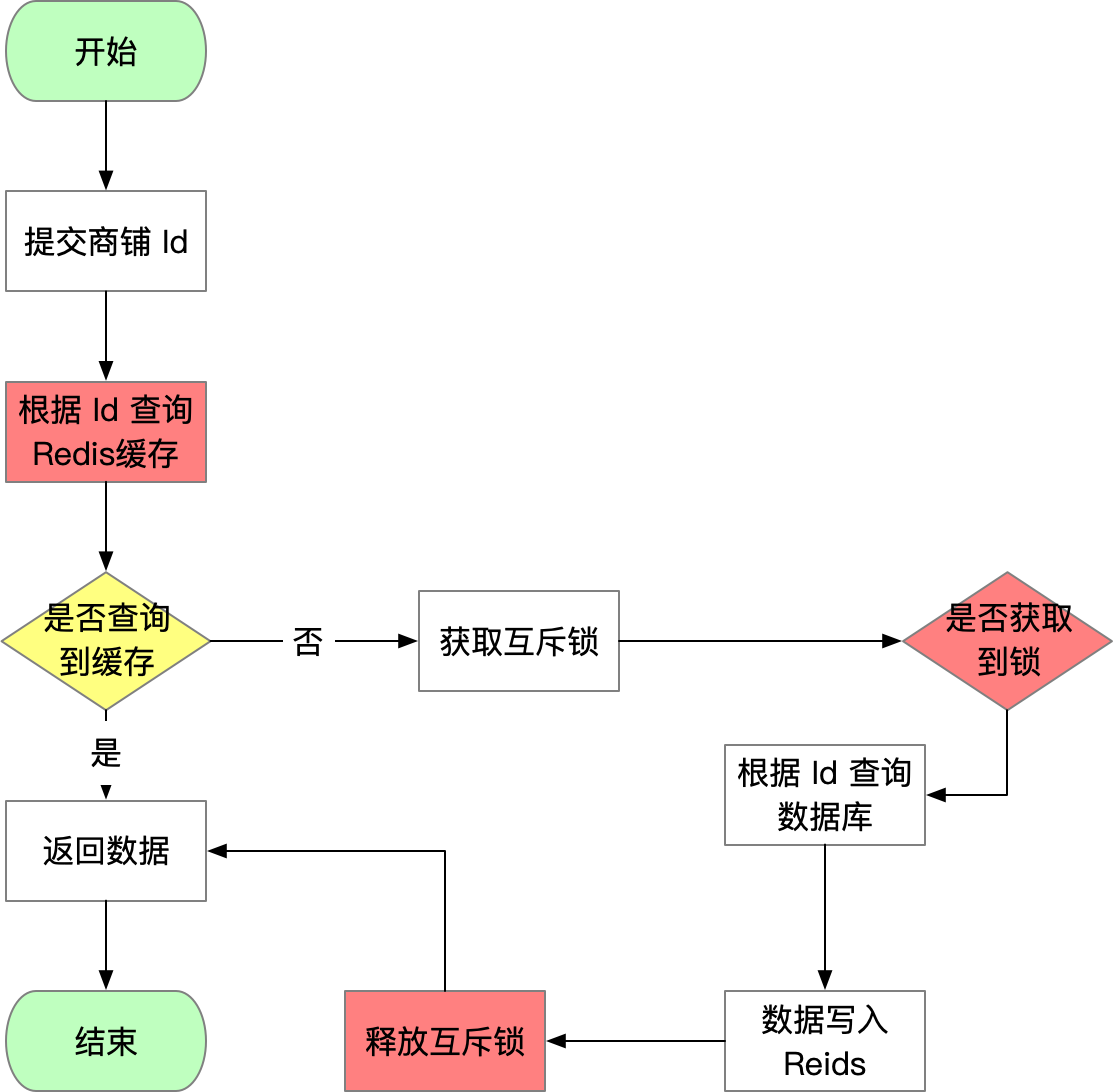 开始
提交商铺 Id
根据 Id 查询
Redis缓存
是否查询
到缓存
否
获取互斥锁
是否获取
到锁
是
根据 Id 查询
数据库
返回数据
数据写入
Reids
释放互斥锁
结束